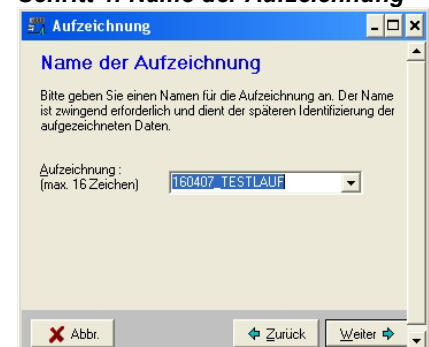 Schritt 1: Name der Aufzeichnung
Aufzeichnung
Name der Aufzeichnung
Bitte geben Sie einen Namen für die Aufzeichnung an. Der Name
ist zwingend erforderlich und dient der späteren Identifizierung der
aufgezeichneten Daten.
Aufzeichnung :
(max. 16 Zeichen)
160407_TESTLAUF
Abbr.
Zurück
Weiter